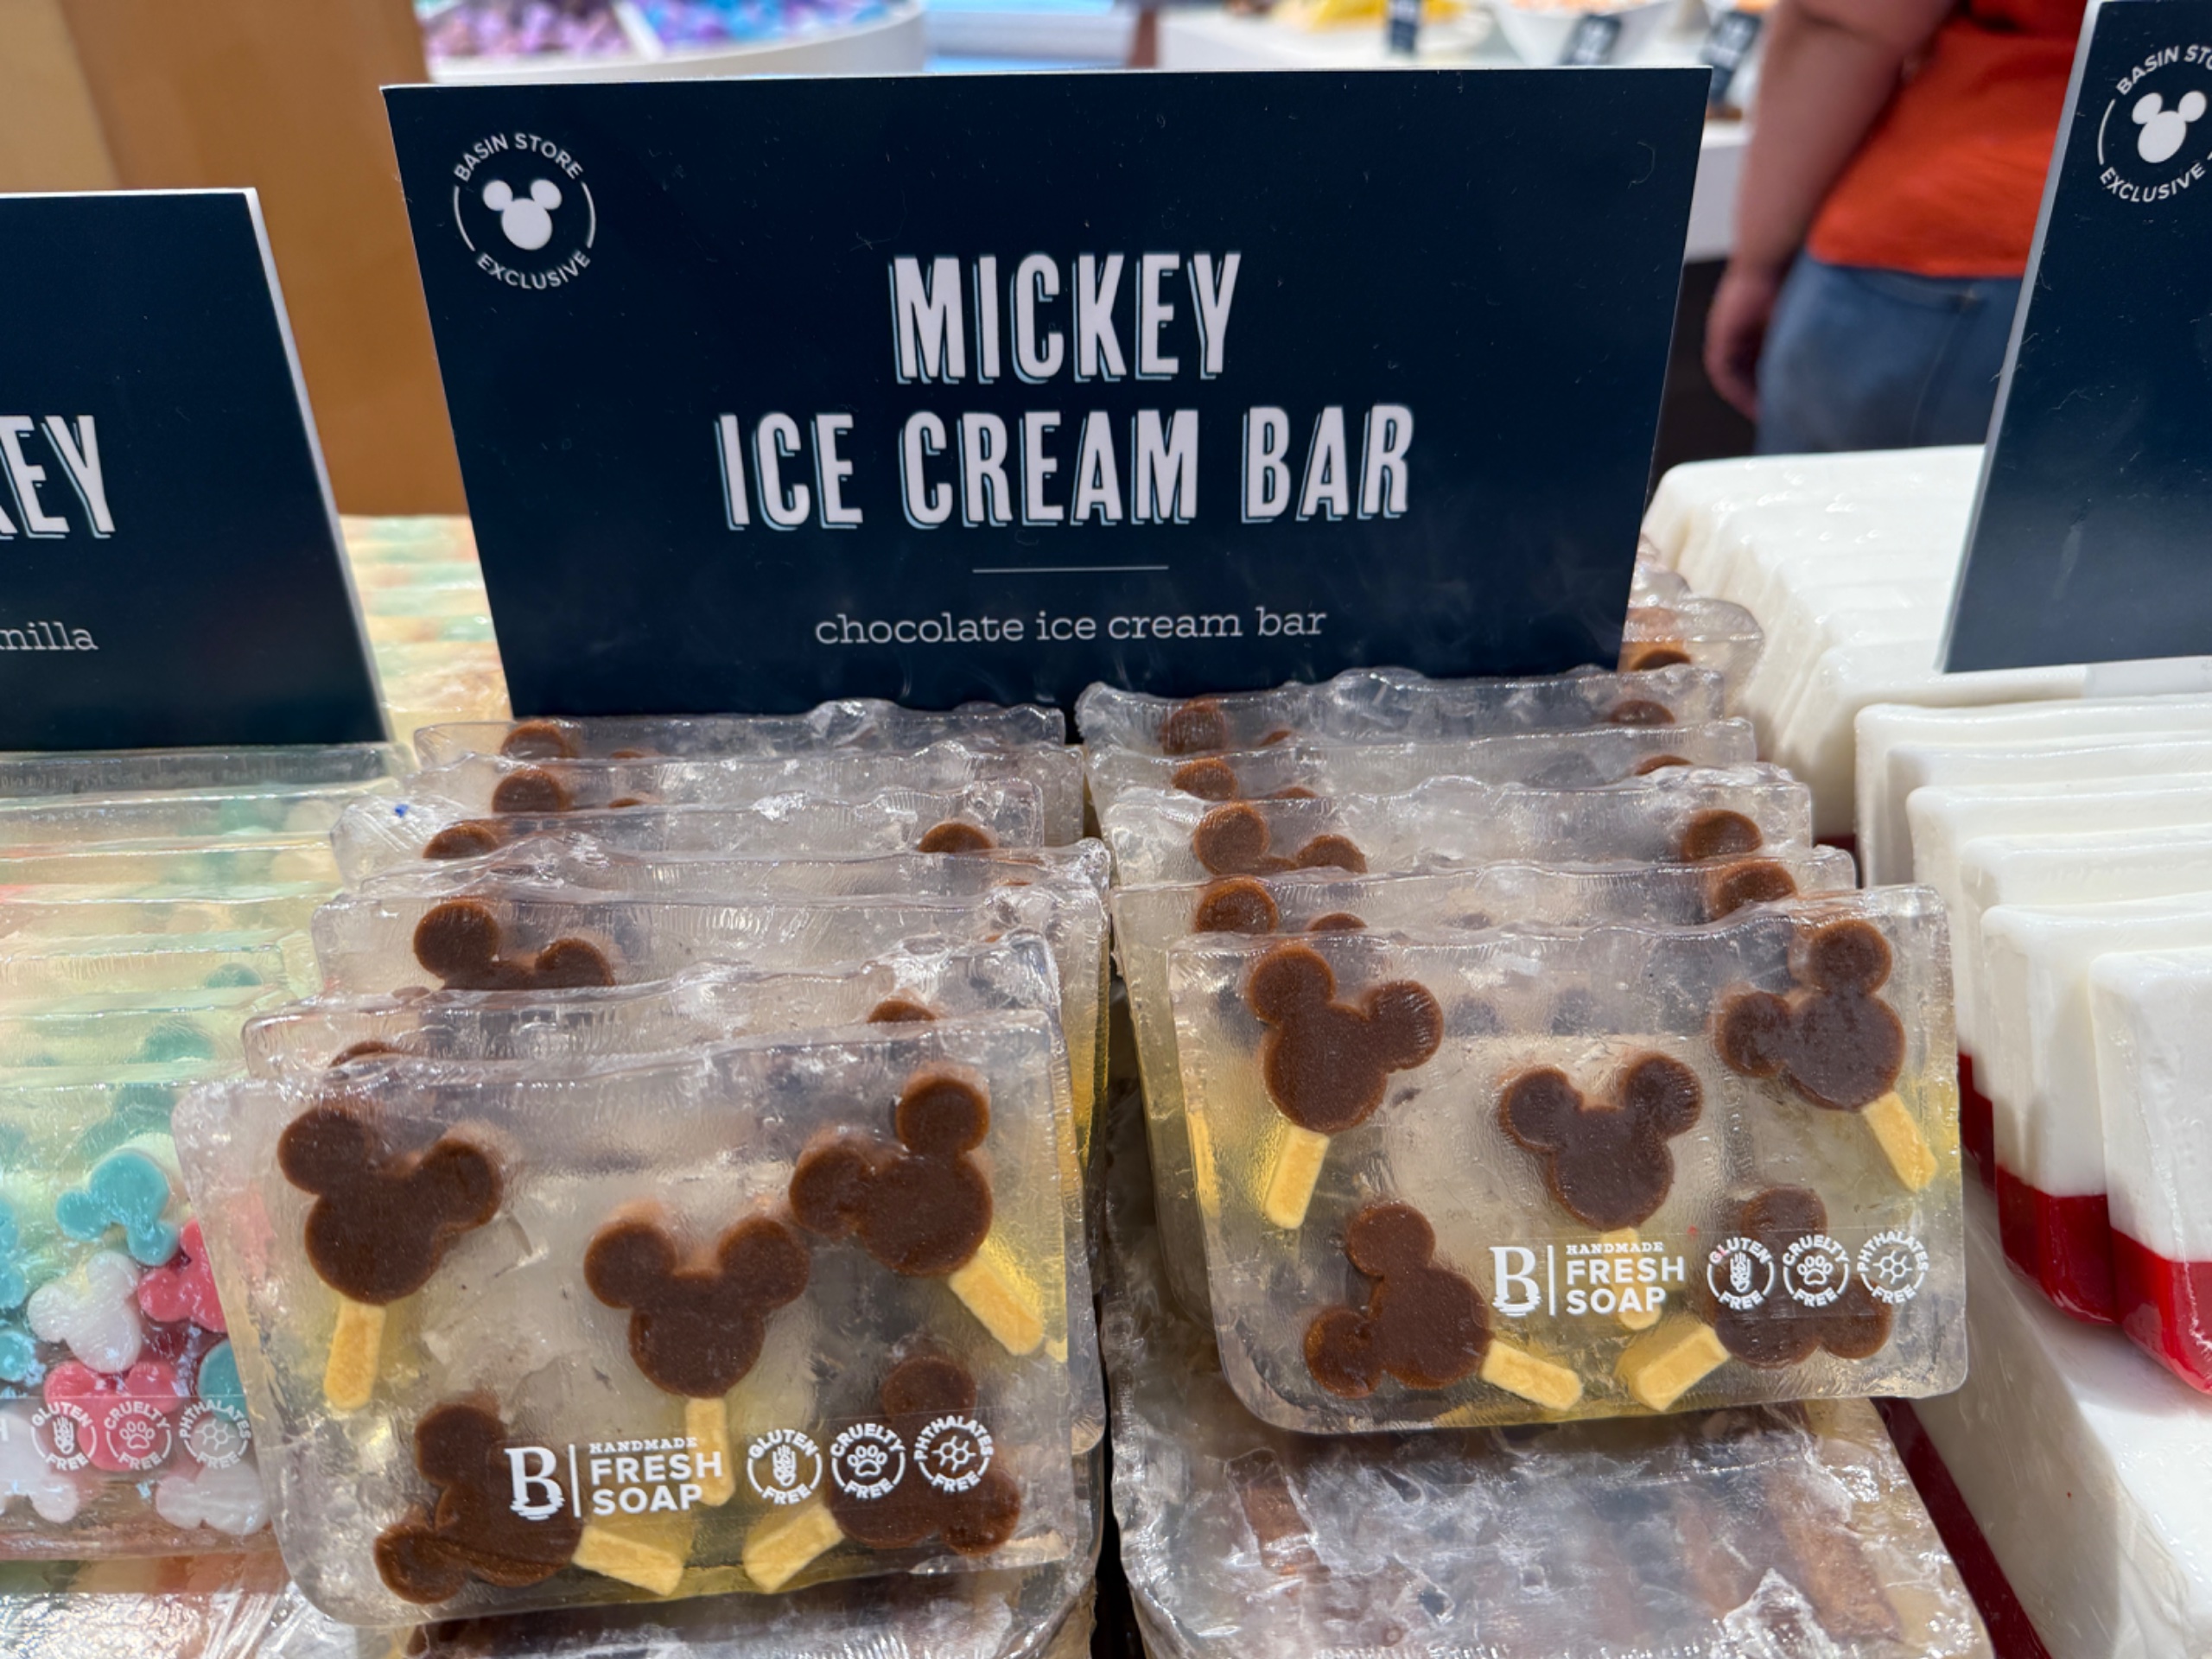 BASIN STORE
EXCLUSIVE
MICKEY
ICE CREAM BAR
chocolate ice cream bar
EY
nilla
BASIN STO
EXCLUSIVE
B HANDMADE
FRESH
SOAP
GLUTEN FREE
CRUELTY FREE
PHTHALATES FREE
B HANDMADE
FRESH
SOAP
GLUTEN FREE
CRUELTY FREE
PHTHALATES FREE
GLUTEN FREE
CRUELTY FREE
PHTHALATES FREE